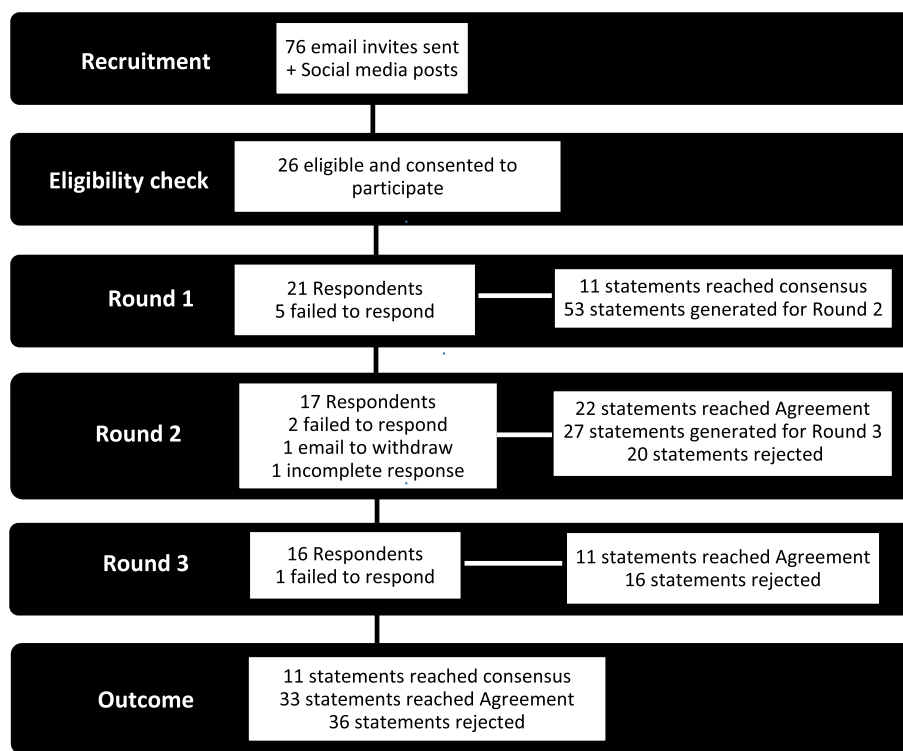 Recruitment
76 email invites sent
+ Social media posts
Eligibility check
26 eligible and consented to
participate
Round 1
21 Respondents
5 failed to respond
11 statements reached consensus
53 statements generated for Round 2
Round 2
17 Respondents
2 failed to respond
1 email to withdraw
1 incomplete response
22 statements reached Agreement
27 statements generated for Round 3
20 statements rejected
Round 3
16 Respondents
1 failed to respond
11 statements reached Agreement
16 statements rejected
Outcome
11 statements reached consensus
33 statements reached Agreement
36 statements rejected